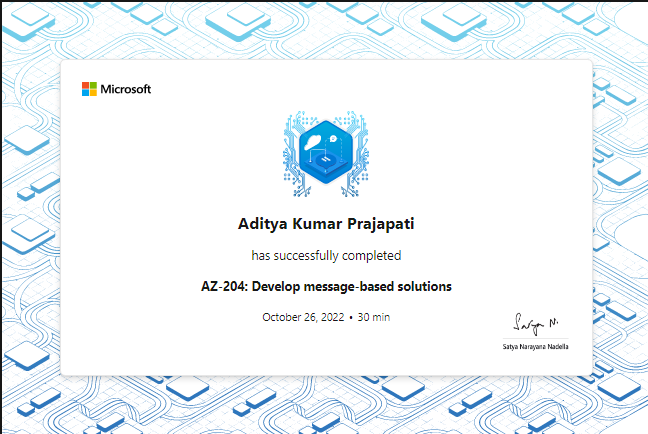 Microsoft
Aditya Kumar Prajapati
has successfully completed
AZ-204: Develop message-based solutions
October 26, 2022 • 30 min
Satya N.
Satya Narayana Nadella